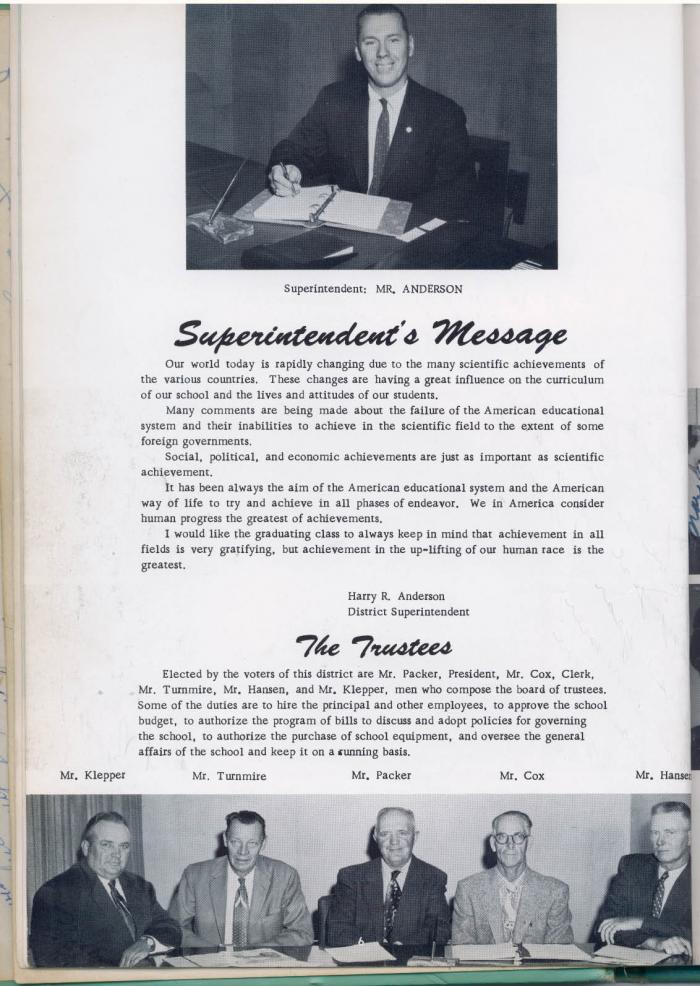 Superintendent: MR. ANDERSON
Superintendent's Message
Our world today is rapidly changing due to the many scientific achievements of
the various countries. These changes are having a great influence on the curriculum
of our school and the lives and attitudes of our students.
Many comments are being made about the failure of the American educational
system and their inabilities to achieve in the scientific field to the extent of some
foreign governments.
Social, political, and economic achievements are just as important as scientific
achievement.
It has been always the aim of the American educational system and the American
way of life to try and achieve in all phases of endeavor. We in America consider
human progress the greatest of achievements.
I would like the graduating class to always keep in mind that achievement in all
fields is very gratifying, but achievement in the up-lifting of our human race is the
greatest.
Harry R. Anderson
District Superintendent
The Trustees
Elected by the voters of this district are Mr. Packer, President, Mr. Cox, Clerk,
Mr. Turnmire, Mr. Hansen, and Mr. Klepper, men who compose the board of trustees.
Some of the duties are to hire the principal and other employees, to approve the school
budget, to authorize the program of bills to discuss and adopt policies for governing
the school, to authorize the purchase of school equipment, and oversee the general
affairs of the school and keep it on a running basis.
Mr. Klepper Mr. Turnmire Mr. Packer Mr. Cox Mr. Hanse